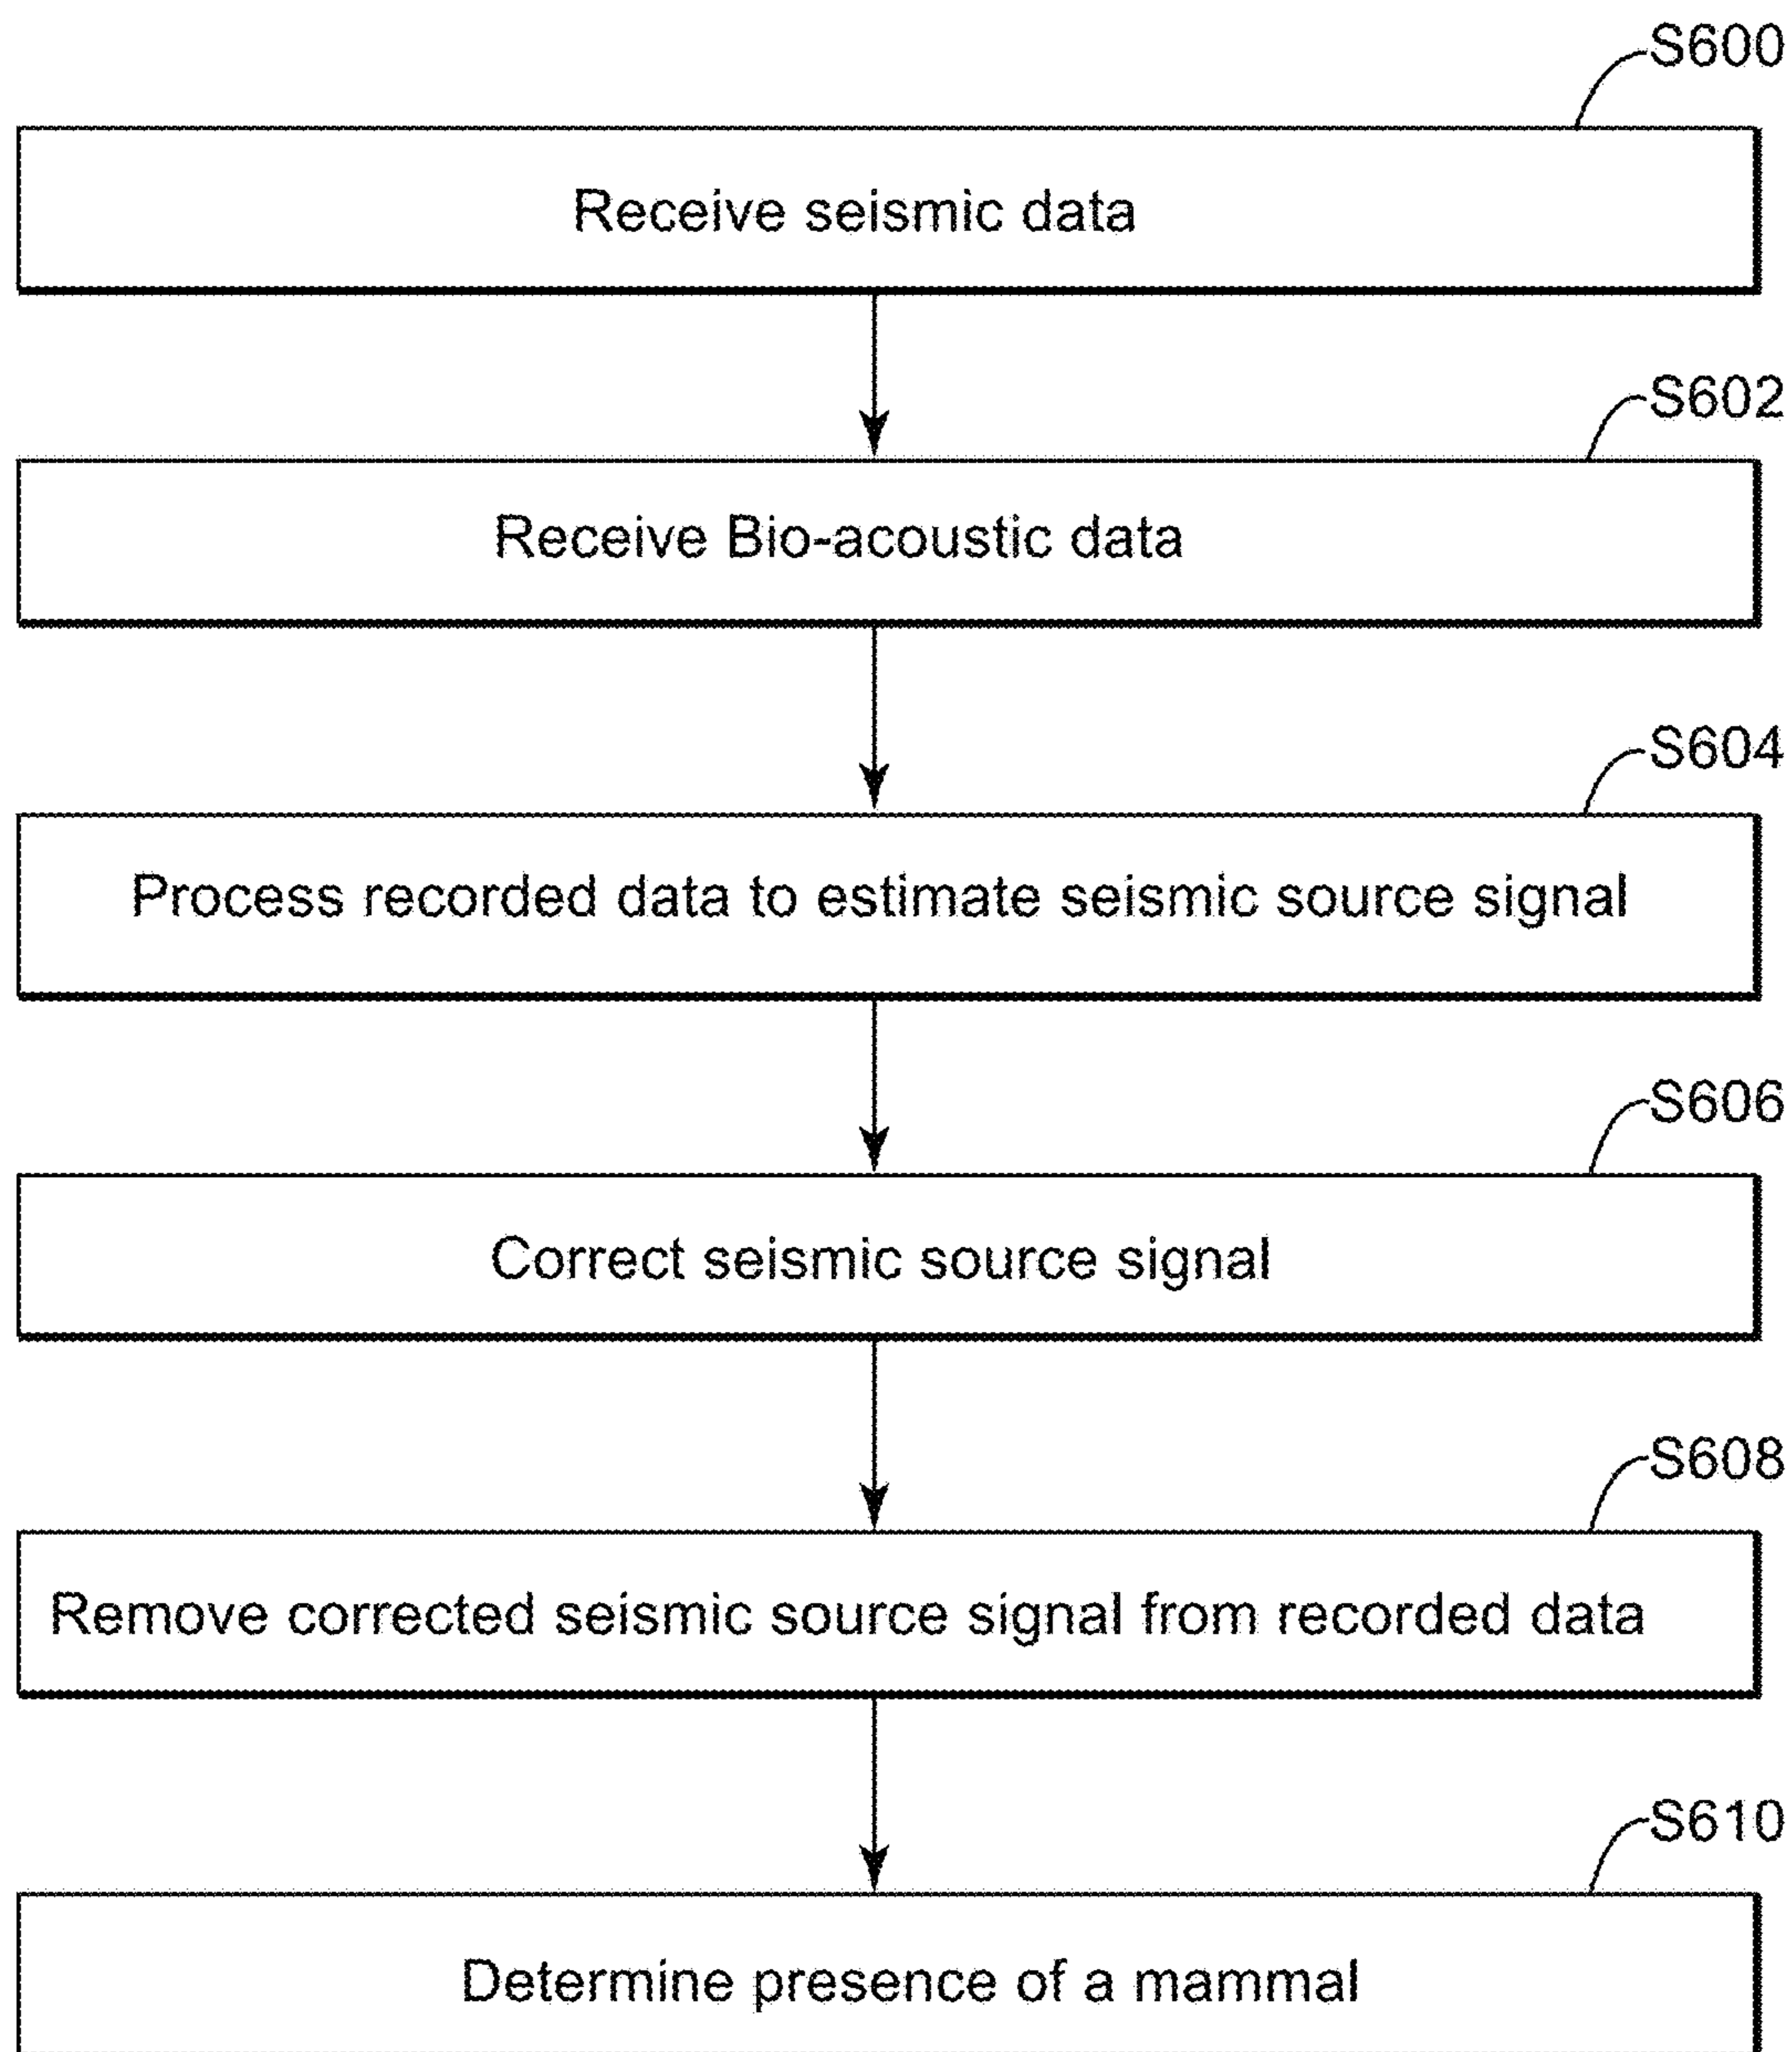 S600
Receive seismic data
S602
Receive Bio-acoustic data
S604
Process recorded data to estimate seismic source signal
S606
Correct seismic source signal
S608
Remove corrected seismic source signal from recorded data
S610
Determine presence of a mammal